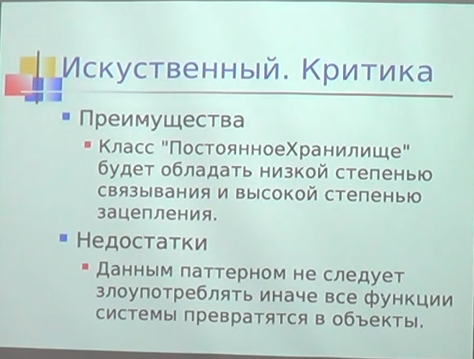 Искуственный. Критика
Преимущества
Класс "ПостоянноеХранилище"
будет обладать низкой степенью
связывания и высокой степенью
зацепления.
Недостатки
Данным паттерном не следует
злоупотреблять иначе все функции
системы превратятся в объекты.